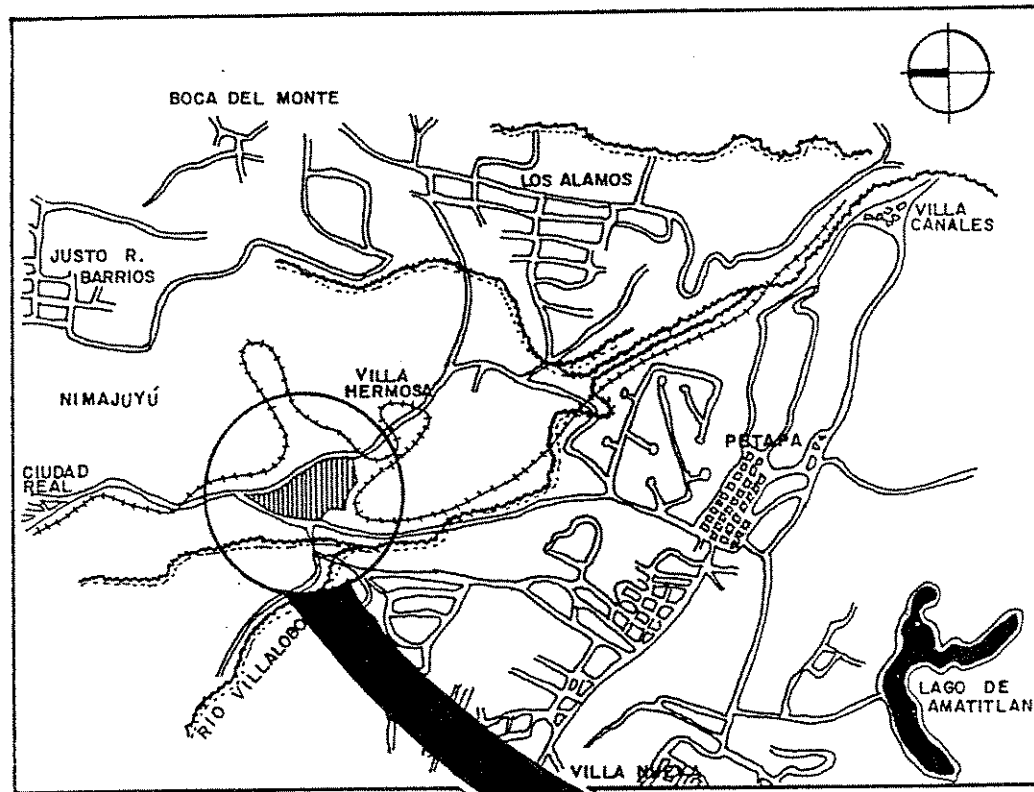 BOCA DEL MONTE
LOS ALAMOS
VILLA
CANALES
JUSTO R.
BARRIOS
VILLA
HERMOSA
NIMAJUYÚ
PETAPA
CIUDAD
REAL
RIO VILLALOBO
LAGO DE
AMATITLAN
VILLA NUEVA